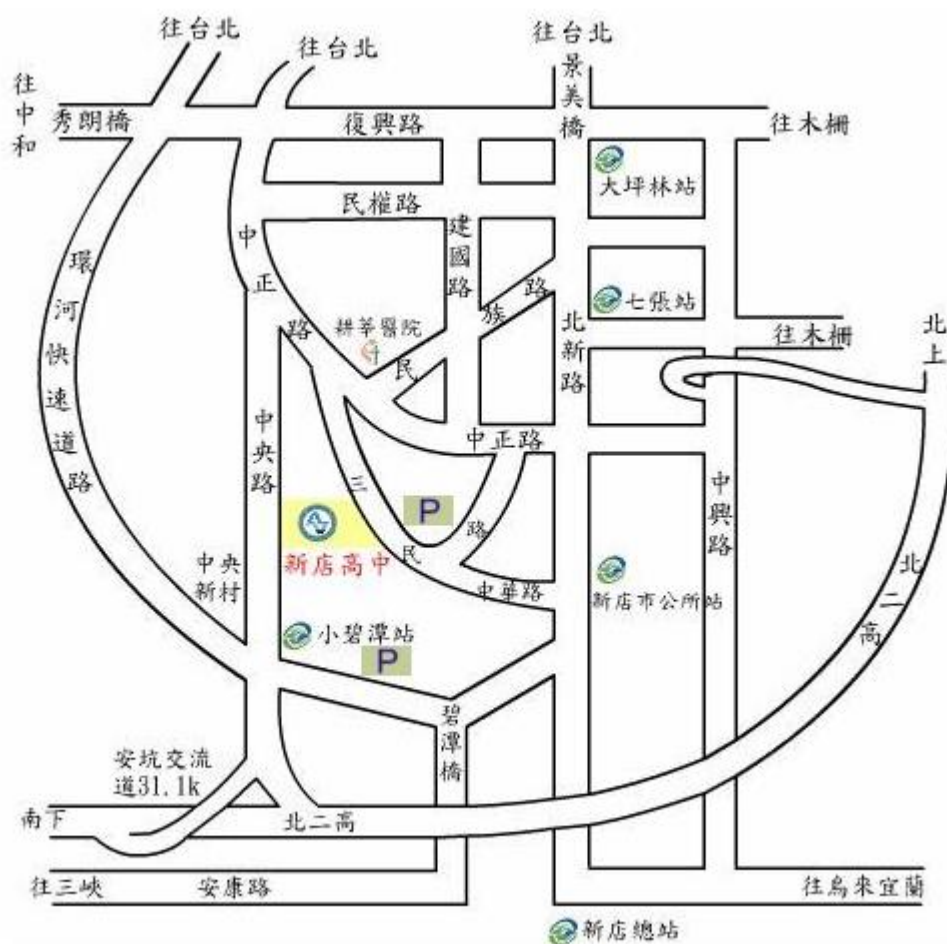 往台北
往台北
往台北
往中和
秀朗橋
復興路
景美橋
往木柵
大坪林站
民權路
中正路
建國路
民族路
七張站
北新路
往木柵
北上
環河快速道路
耕莘醫院
中央路
中正路
中興路
三民路
P
新店高中
中央新村
中華路
新店市公所站
北二高
小碧潭站
P
碧潭橋
安坑交流
道31.1k
南下
北二高
往三峽
安康路
往烏來宜蘭
新店總站